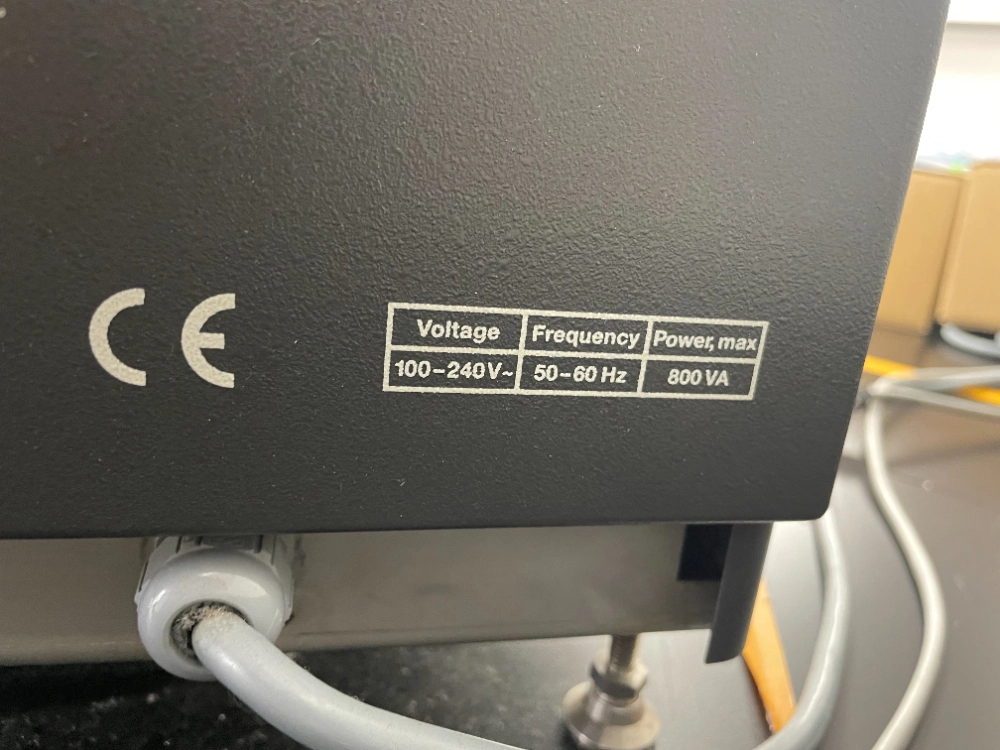 CE
Voltage Frequency Power, max
100-240V~ 50-60 Hz 800 VA